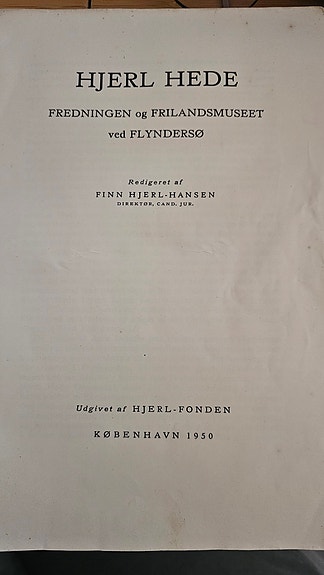 HJERL HEDE
FREDNINGEN og FRILANDSMUSEET
ved FLYNDERSØ
Redigeret af
FINN HJERL-HANSEN
DIREKTØR, CAND. JUR.
Udgivet af HJERL-FONDEN
KØBENHAVN 1950